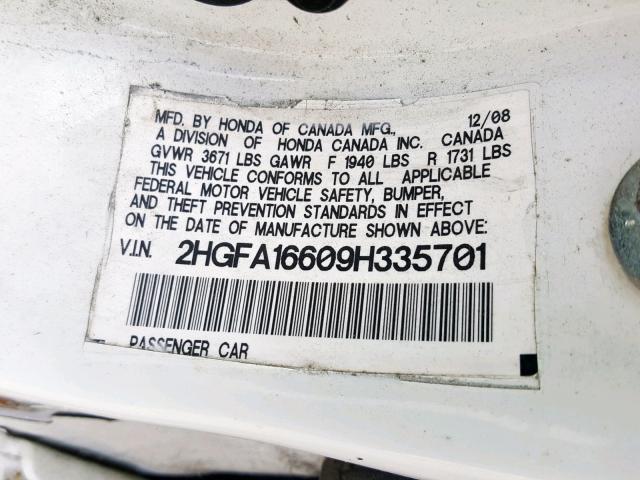 MFD. BY HONDA OF CANADA MFG., 12/08
A DIVISION OF HONDA CANADA INC. CANADA
GVWR 3671 LBS GAWR F 1940 LBS R 1731 LBS
THIS VEHICLE CONFORMS TO ALL APPLICABLE
FEDERAL MOTOR VEHICLE SAFETY, BUMPER,
AND THEFT PREVENTION STANDARDS IN EFFECT
ON THE DATE OF MANUFACTURE SHOWN ABOVE:
V.I.N. 2HGFA16609H335701
PASSENGER CAR